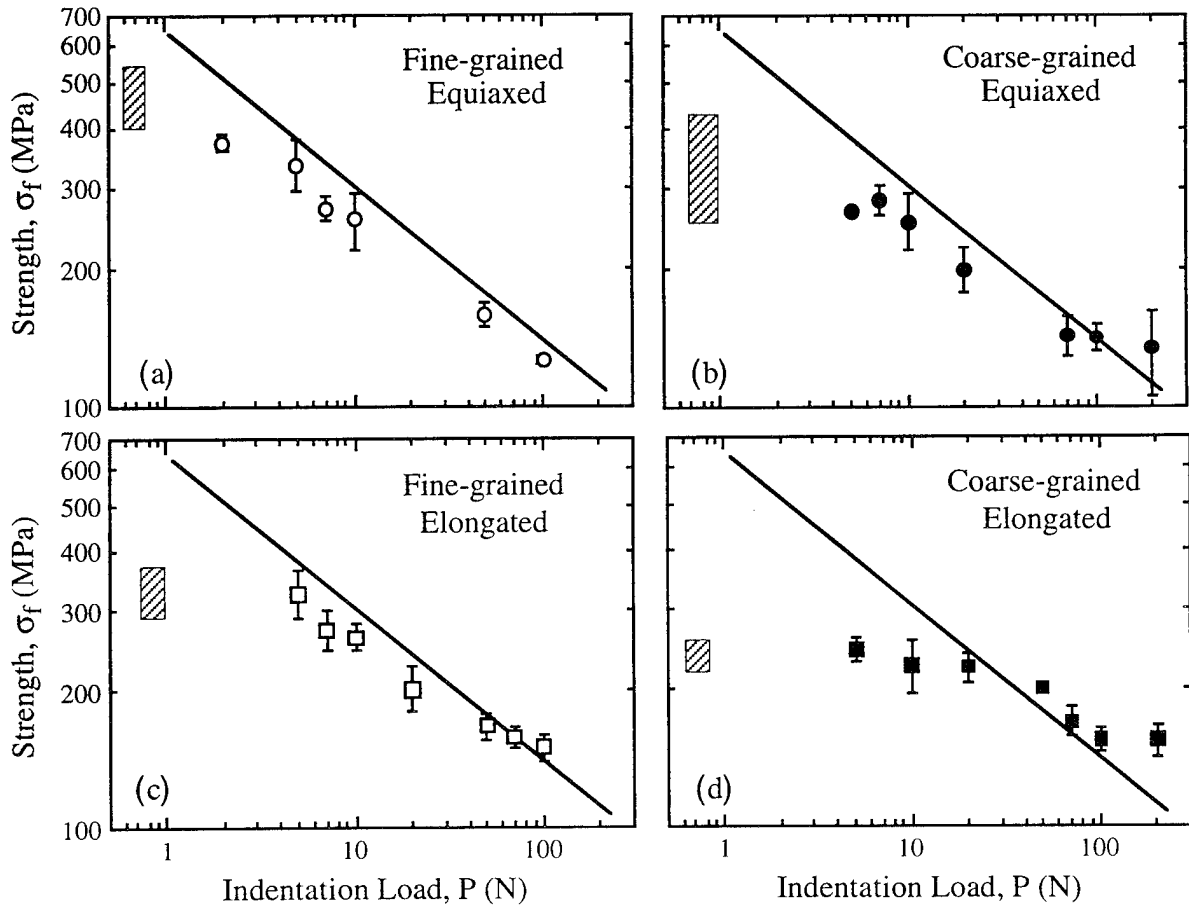 700
600
500
400
300
200
100
Strength, σf (MPa)
Fine-grained
Equiaxed
(a)
Coarse-grained
Equiaxed
(b)
700
600
500
400
300
200
100
Strength, σf (MPa)
Fine-grained
Elongated
(c)
Coarse-grained
Elongated
(d)
1 10 100
1 10 100
Indentation Load, P (N)
Indentation Load, P (N)